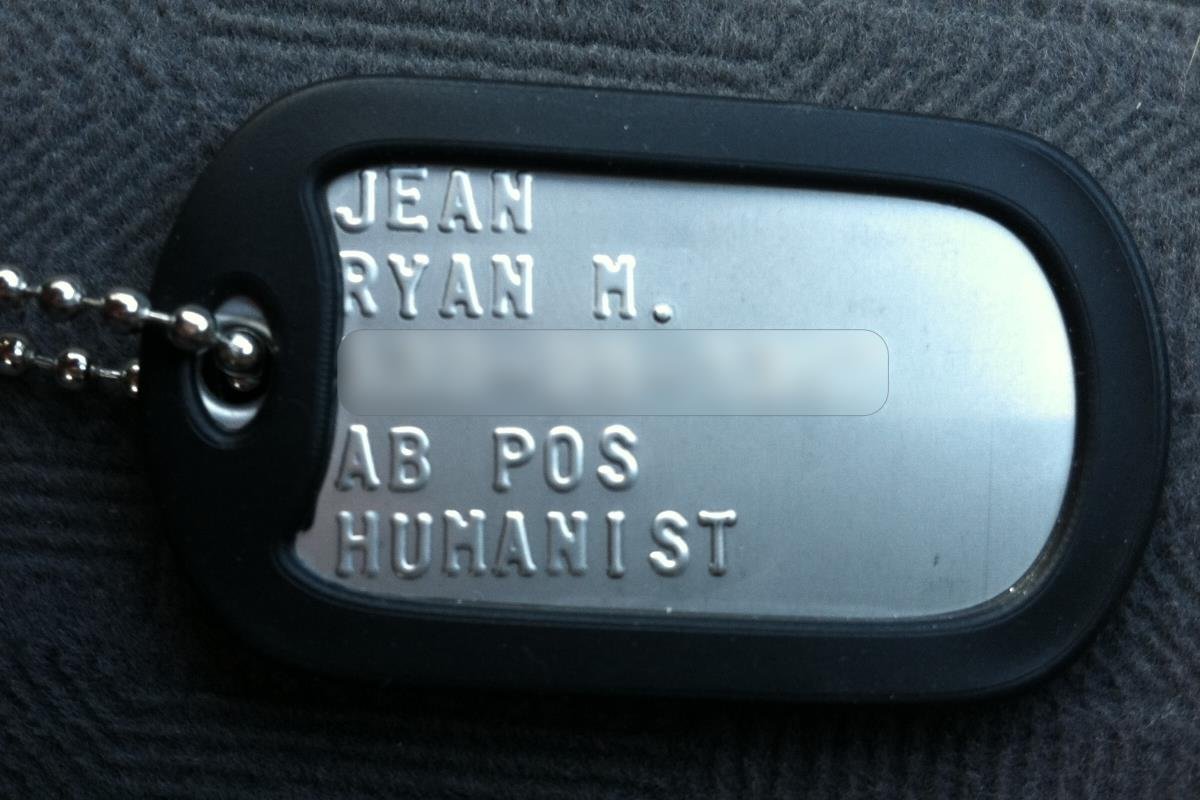 JEAN
RYAN M.
AB POS
HUMANIST